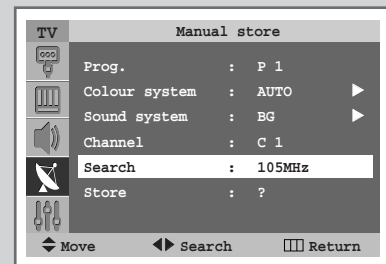 TV Manual store
Prog. : P 1
Colour system : AUTO
Sound system : BG
Channel : C 1
Search : 105MHz
Store : ?
Move Search Return